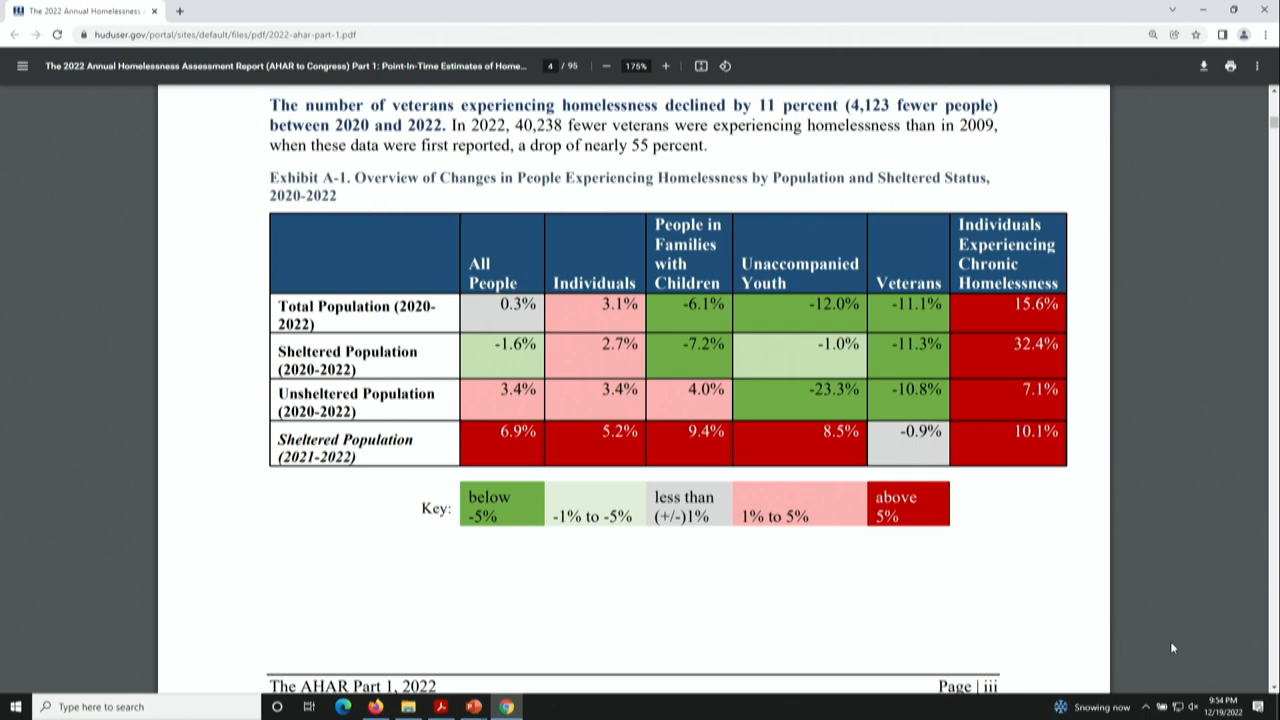 The 2022 Annual Homelessness
huduser.gov/portal/sites/default/files/pdf/2022-ahar-part-1.pdf
The 2022 Annual Homelessness Assessment Report (AHAR to Congress) Part 1: Point-In-Time Estimates of Home... 4 / 95 — 175% +
The number of veterans experiencing homelessness declined by 11 percent (4,123 fewer people)
between 2020 and 2022. In 2022, 40,238 fewer veterans were experiencing homelessness than in 2009,
when these data were first reported, a drop of nearly 55 percent.
Exhibit A-1. Overview of Changes in People Experiencing Homelessness by Population and Sheltered Status,
2020-2022
All
People
Individuals
People in
Families
with
Children
Unaccompanied
Youth
Veterans
Individuals
Experiencing
Chronic
Homelessness
Total Population (2020-
2022)
0.3% 3.1% -6.1% -12.0% -11.1% 15.6%
Sheltered Population
(2020-2022)
-1.6% 2.7% -7.2% -1.0% -11.3% 32.4%
Unsheltered Population
(2020-2022)
3.4% 3.4% 4.0% -23.3% -10.8% 7.1%
Sheltered Population
(2021-2022)
6.9% 5.2% 9.4% 8.5% -0.9% 10.1%
Key:
below
-5%
-1% to -5%
less than
(+/-)1%
1% to 5%
above
5%
The AHAR Part 1, 2022 Page | iii
Type here to search
Snowing now
9:54 PM
12/19/2022